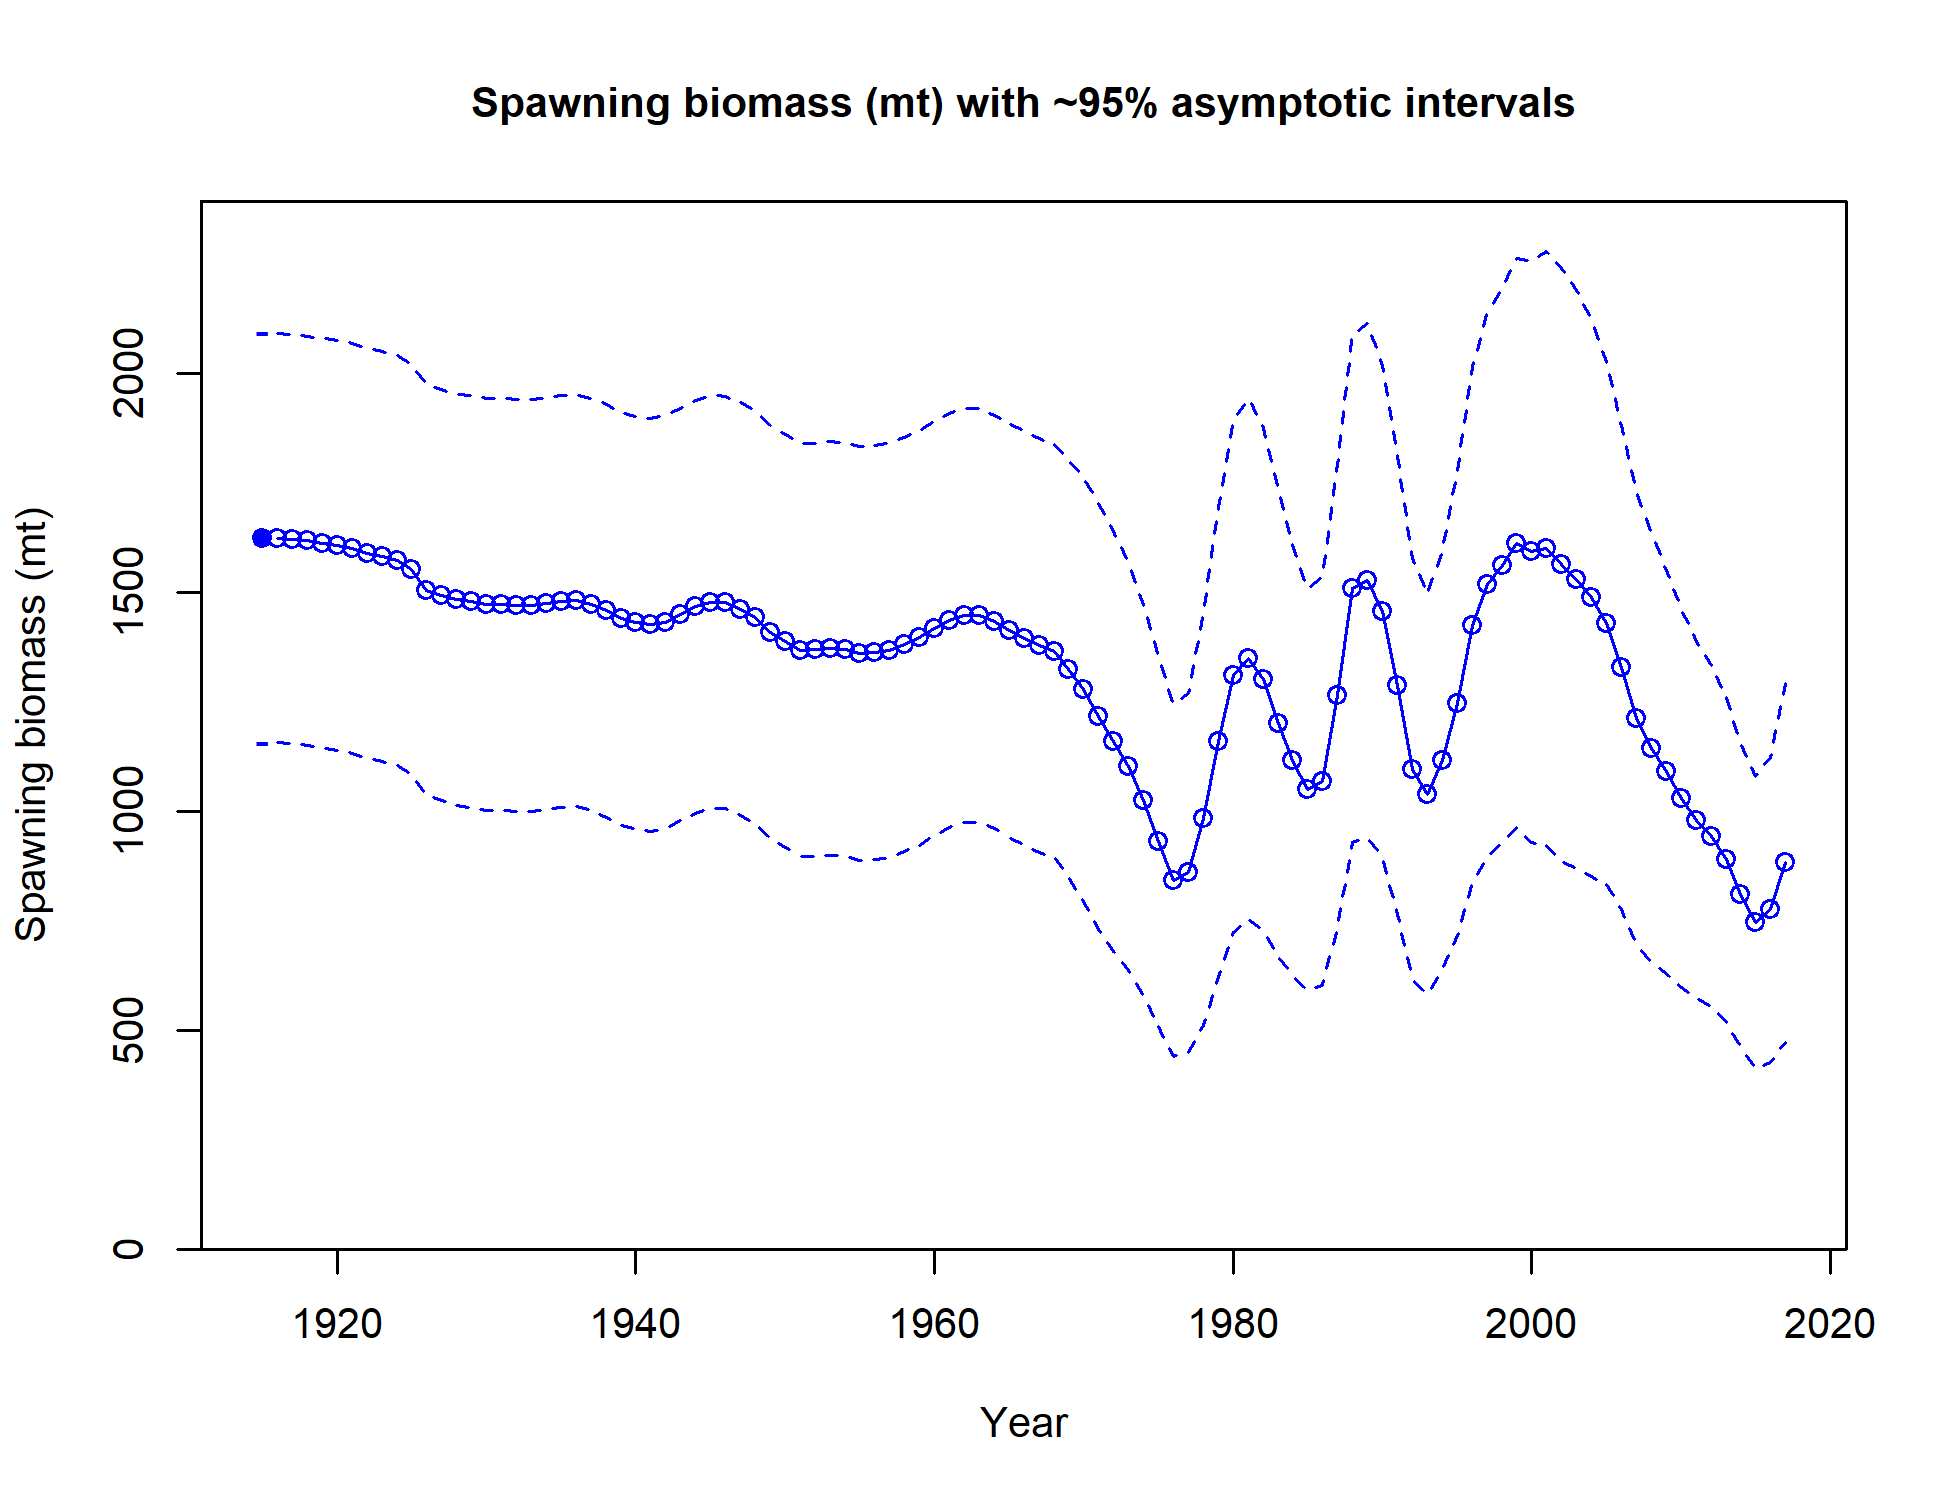 Spawning biomass (mt) with ~95% asymptotic intervals
Spawning biomass (mt)
2000
1500
1000
500
0
1920 1940 1960 1980 2000 2020
Year